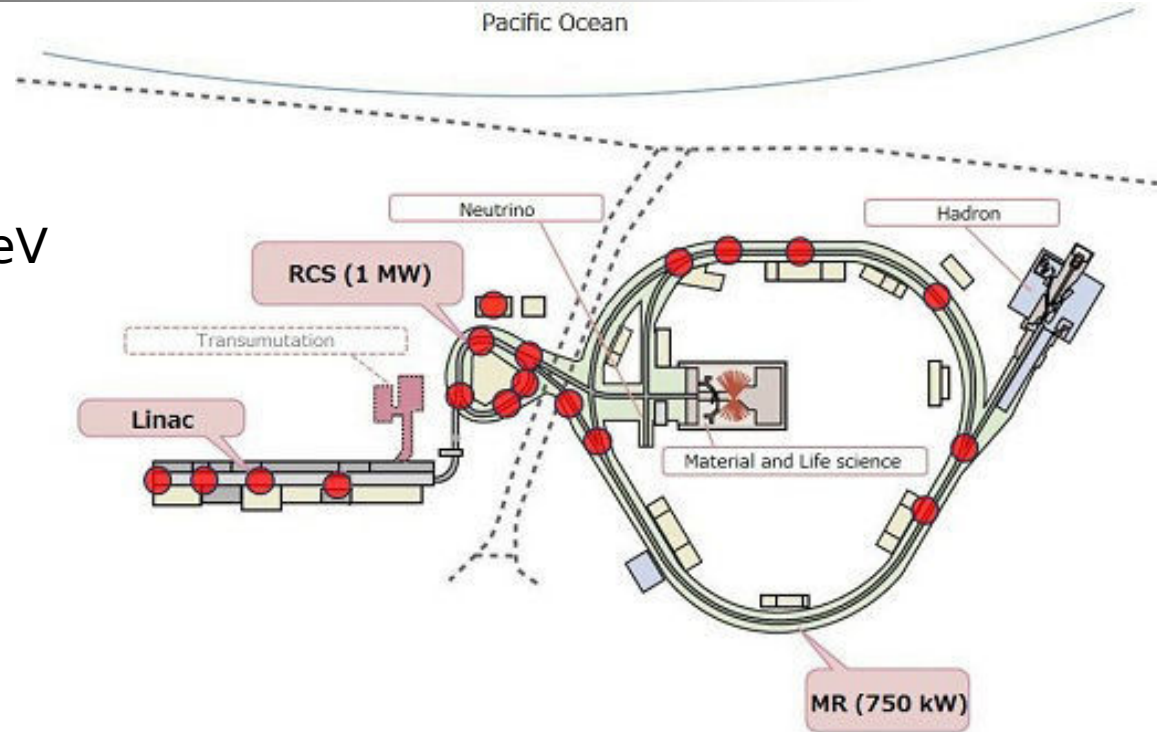 Pacific Ocean
Neutrino
Hadron
eV
RCS (1 MW)
Transumutation
Linac
Material and Life science
MR (750 kW)